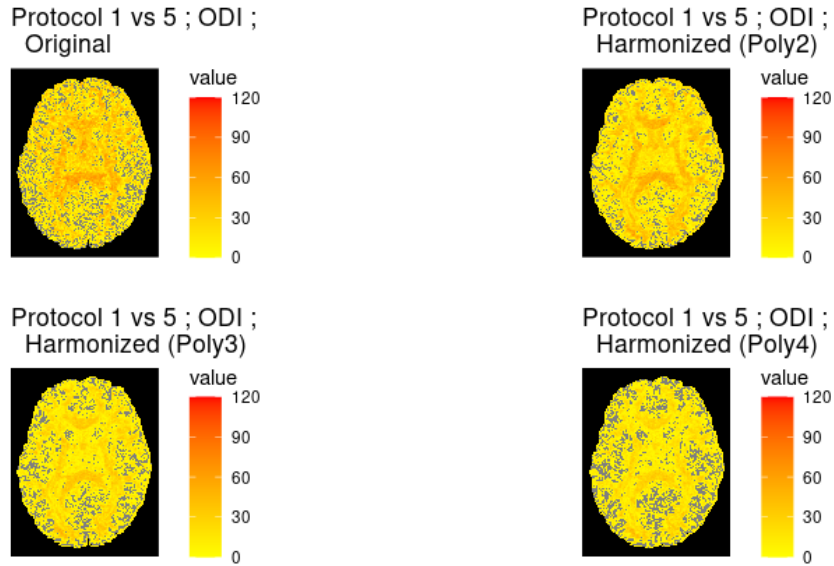 Protocol 1 vs 5 ; ODI ;
Original
value
120
90
60
30
0
Protocol 1 vs 5 ; ODI ;
Harmonized (Poly2)
value
120
90
60
30
0
Protocol 1 vs 5 ; ODI ;
Harmonized (Poly3)
value
120
90
60
30
0
Protocol 1 vs 5 ; ODI ;
Harmonized (Poly4)
value
120
90
60
30
0